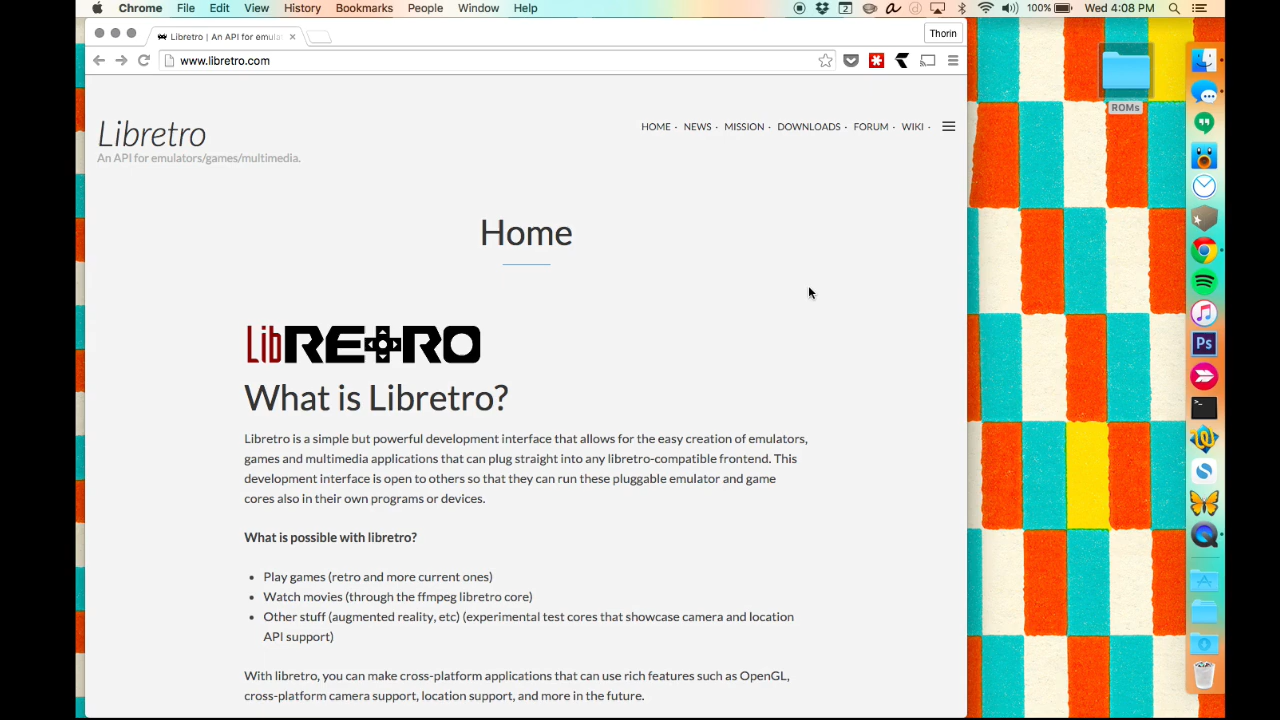 Chrome File Edit View History Bookmarks People Window Help 2 100% Wed 4:08 PM
Libretro | An API for emula Thorin
www.libretro.com
ROMs
Libretro
HOME · NEWS · MISSION · DOWNLOADS · FORUM · WIKI ·
An API for emulators/games/multimedia.
Home
LibRETRO
Ps
What is Libretro?
Libretro is a simple but powerful development interface that allows for the easy creation of emulators,
games and multimedia applications that can plug straight into any libretro-compatible frontend. This
development interface is open to others so that they can run these pluggable emulator and game
cores also in their own programs or devices.
What is possible with libretro?
• Play games (retro and more current ones)
• Watch movies (through the ffmpeg libretro core)
• Other stuff (augmented reality, etc) (experimental test cores that showcase camera and location
API support)
With libretro, you can make cross-platform applications that can use rich features such as OpenGL,
cross-platform camera support, location support, and more in the future.